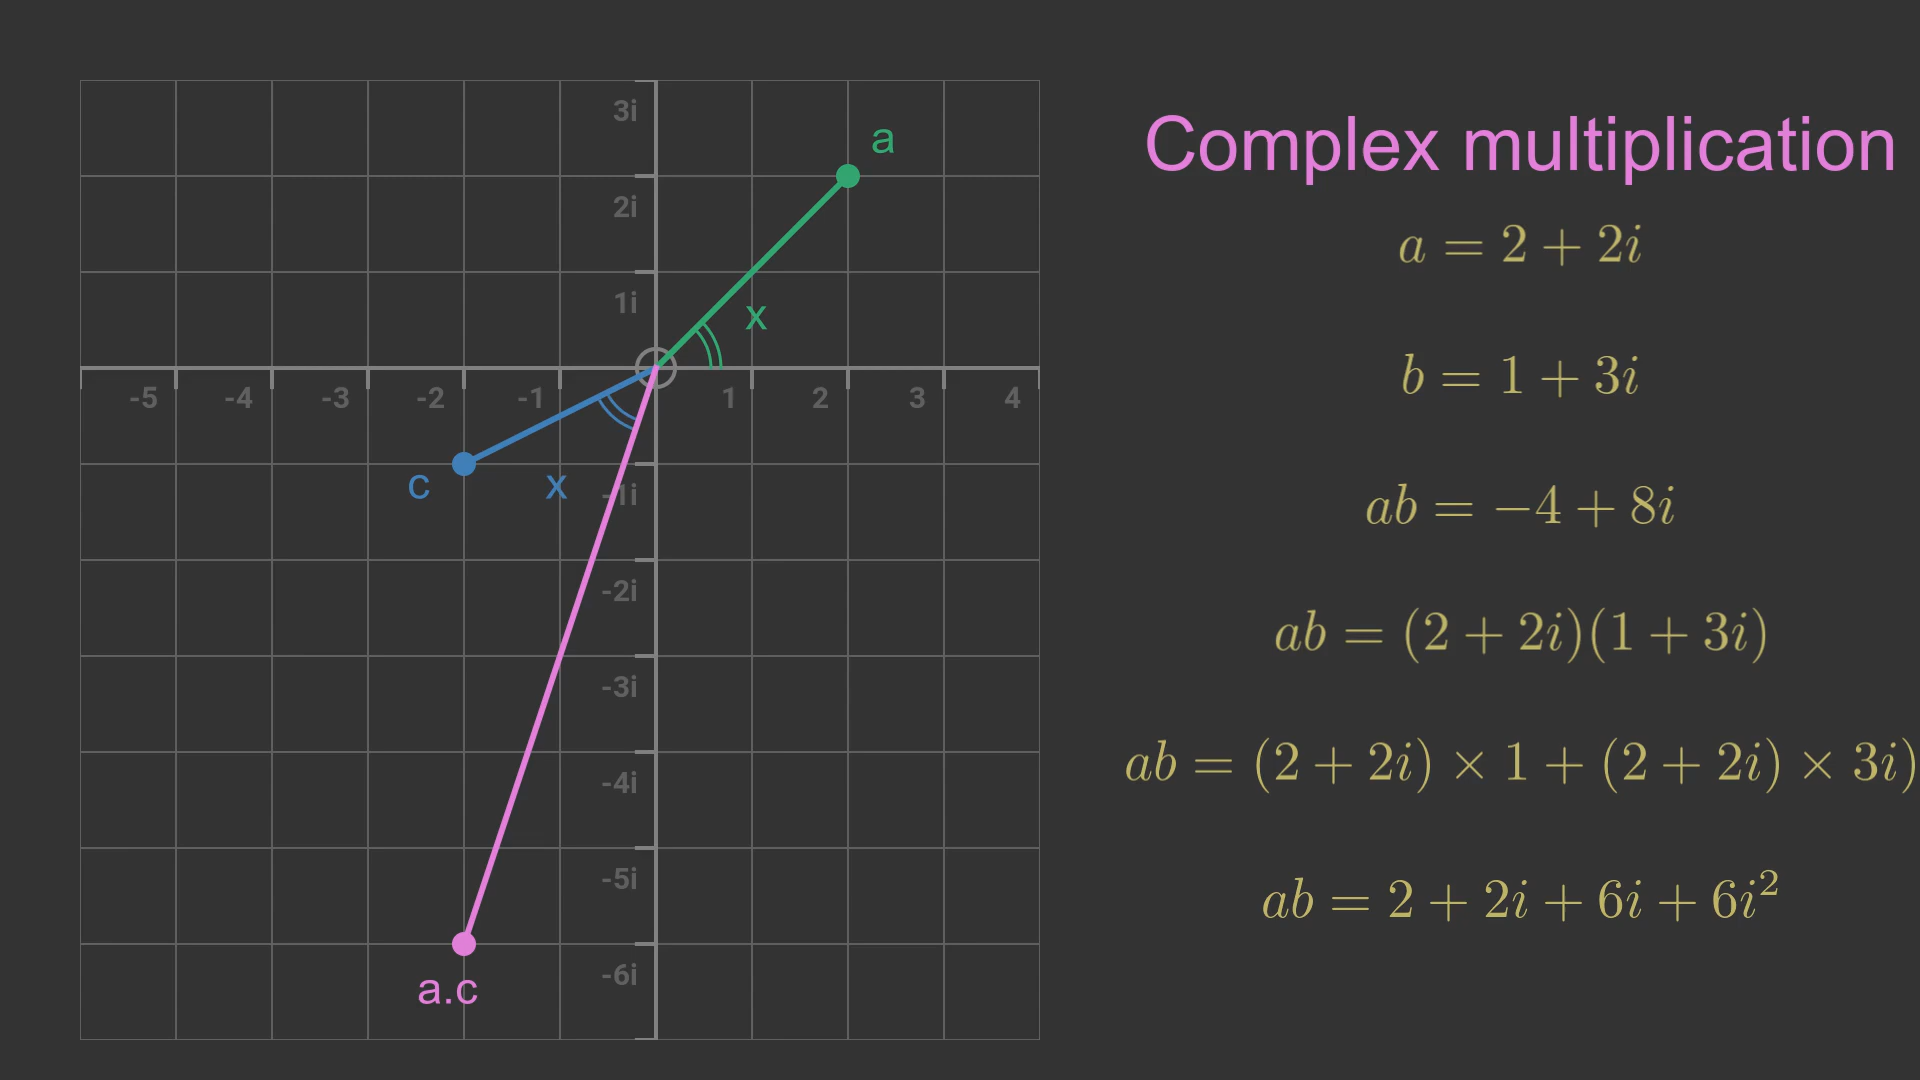 3i
a
2i
1i
x
-5 -4 -3 -2 -1 1 2 3 4
c x -1i
-2i
-3i
-4i
-5i
-6i
a.c
Complex multiplication
a = 2 + 2i
b = 1 + 3i
ab = −4 + 8i
ab = (2 + 2i)(1 + 3i)
ab = (2 + 2i) × 1 + (2 + 2i) × 3i)
ab = 2 + 2i + 6i + 6i²